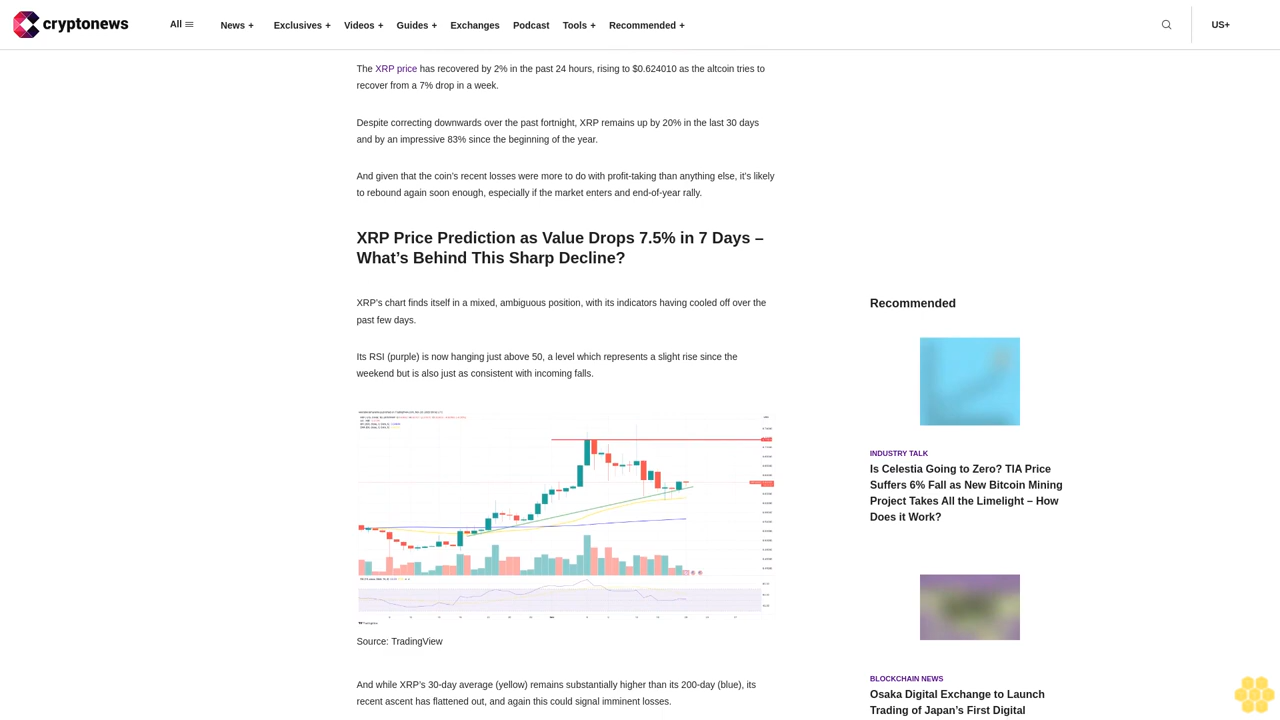 cryptonews
All
News +
Exclusives +
Videos +
Guides +
Exchanges
Podcast
Tools +
Recommended +
US+
The XRP price has recovered by 2% in the past 24 hours, rising to $0.624010 as the altcoin tries to
recover from a 7% drop in a week.
Despite correcting downwards over the past fortnight, XRP remains up by 20% in the last 30 days
and by an impressive 83% since the beginning of the year.
And given that the coin’s recent losses were more to do with profit-taking than anything else, it’s likely
to rebound again soon enough, especially if the market enters and end-of-year rally.
XRP Price Prediction as Value Drops 7.5% in 7 Days –
What’s Behind This Sharp Decline?
XRP’s chart finds itself in a mixed, ambiguous position, with its indicators having cooled off over the
past few days.
Its RSI (purple) is now hanging just above 50, a level which represents a slight rise since the
weekend but is also just as consistent with incoming falls.
Source: TradingView
And while XRP’s 30-day average (yellow) remains substantially higher than its 200-day (blue), its
recent ascent has flattened out, and again this could signal imminent losses.
Recommended
INDUSTRY TALK
Is Celestia Going to Zero? TIA Price
Suffers 6% Fall as New Bitcoin Mining
Project Takes All the Limelight – How
Does it Work?
BLOCKCHAIN NEWS
Osaka Digital Exchange to Launch
Trading of Japan’s First Digital